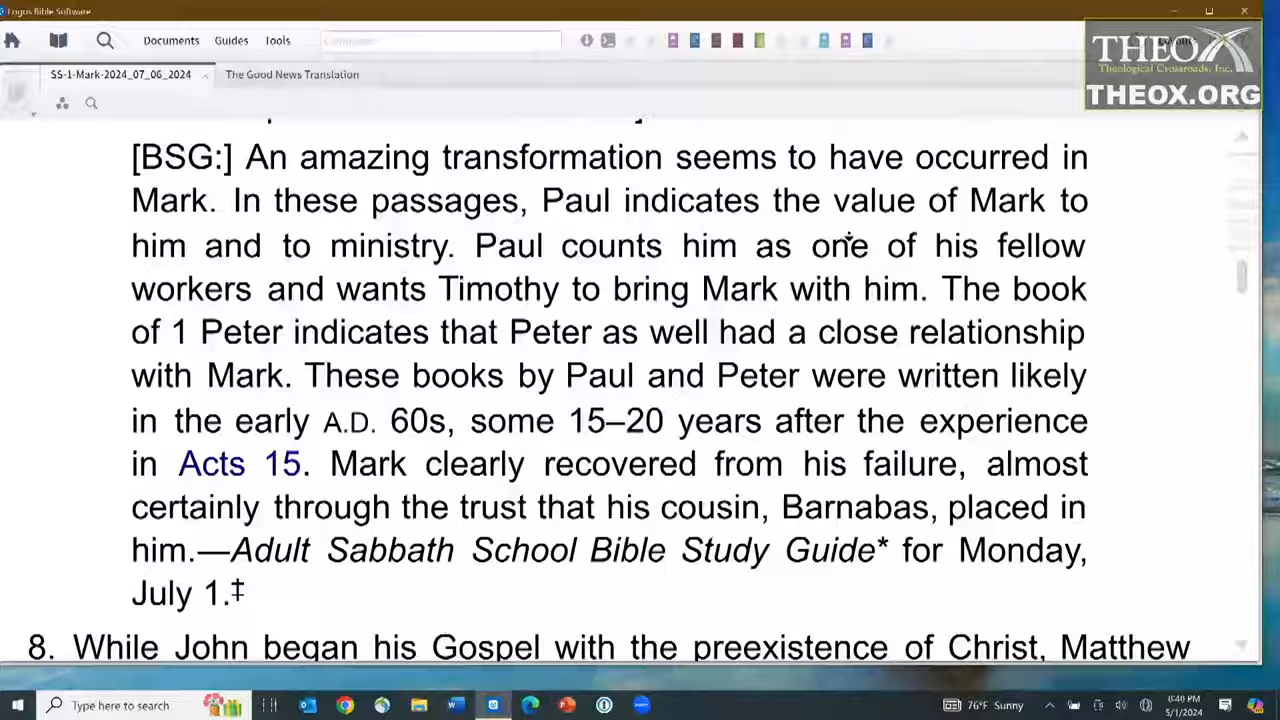 Logos Bible Software
Documents Guides Tools
THEOX
Theological Crossroads, Inc.
THEOX.ORG
SS-1-Mark-2024_07_06_2024 The Good News Translation
[BSG:] An amazing transformation seems to have occurred in
Mark. In these passages, Paul indicates the value of Mark to
him and to ministry. Paul counts him as one of his fellow
workers and wants Timothy to bring Mark with him. The book
of 1 Peter indicates that Peter as well had a close relationship
with Mark. These books by Paul and Peter were written likely
in the early A.D. 60s, some 15–20 years after the experience
in Acts 15. Mark clearly recovered from his failure, almost
certainly through the trust that his cousin, Barnabas, placed in
him.—Adult Sabbath School Bible Study Guide* for Monday,
July 1.‡
8. While John began his Gospel with the preexistence of Christ, Matthew
Type here to search
76°F Sunny
8:40 PM
5/1/2024